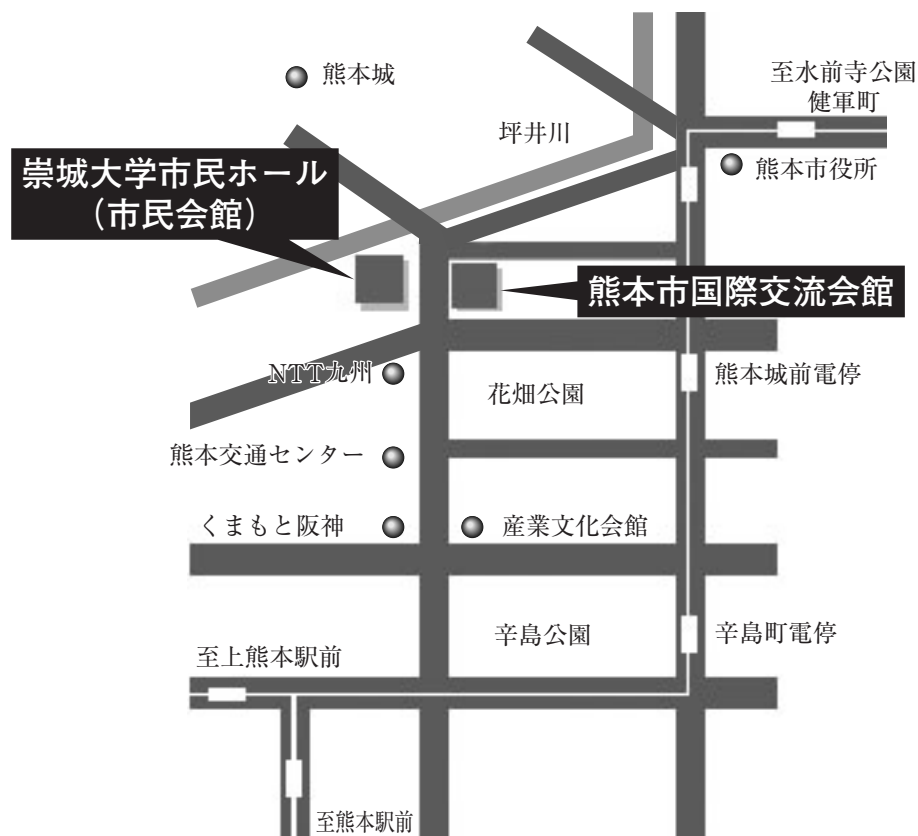 熊本城
至水前寺公園
健軍町
坪井川
熊本市役所
崇城大学市民ホール
（市民会館）
熊本市国際交流会館
NTT九州
熊本城前電停
花畑公園
熊本交通センター
くまもと阪神
産業文化会館
辛島公園
辛島町電停
至上熊本駅前
至熊本駅前